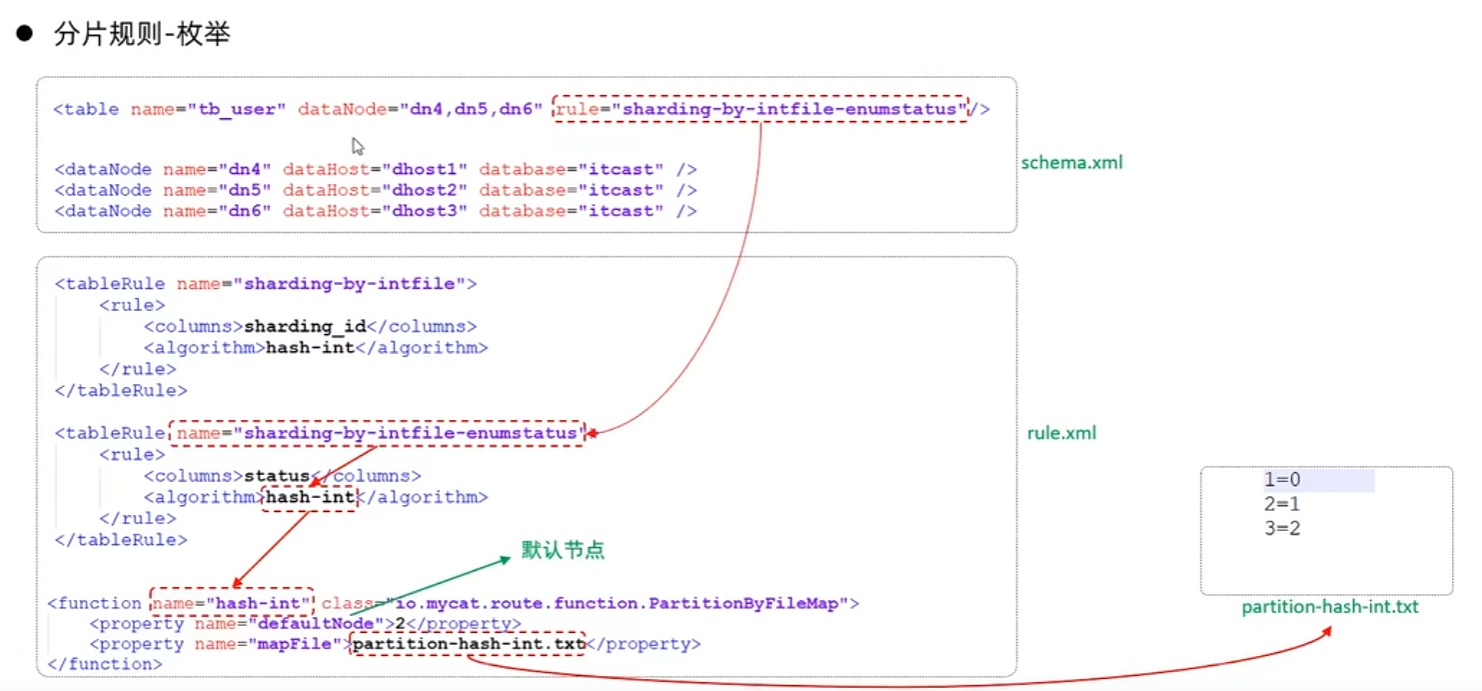 ● 分片规则-枚举
<table name="tb_user" dataNode="dn4,dn5,dn6" rule="sharding-by-intfile-enumstatus"/>
<dataNode name="dn4" dataHost="dhost1" database="itcast" />
<dataNode name="dn5" dataHost="dhost2" database="itcast" />
<dataNode name="dn6" dataHost="dhost3" database="itcast" />
schema.xml
<tableRule name="sharding-by-intfile">
<rule>
<columns>sharding_id</columns>
<algorithm>hash-int</algorithm>
</rule>
</tableRule>
<tableRule name="sharding-by-intfile-enumstatus">
<rule>
<columns>status</columns>
<algorithm>hash-int</algorithm>
</rule>
</tableRule>
rule.xml
默认节点
<function name="hash-int" class="io.mycat.route.function.PartitionByFileMap">
<property name="defaultNode">2</property>
<property name="mapFile">partition-hash-int.txt</property>
</function>
1=0
2=1
3=2
partition-hash-int.txt